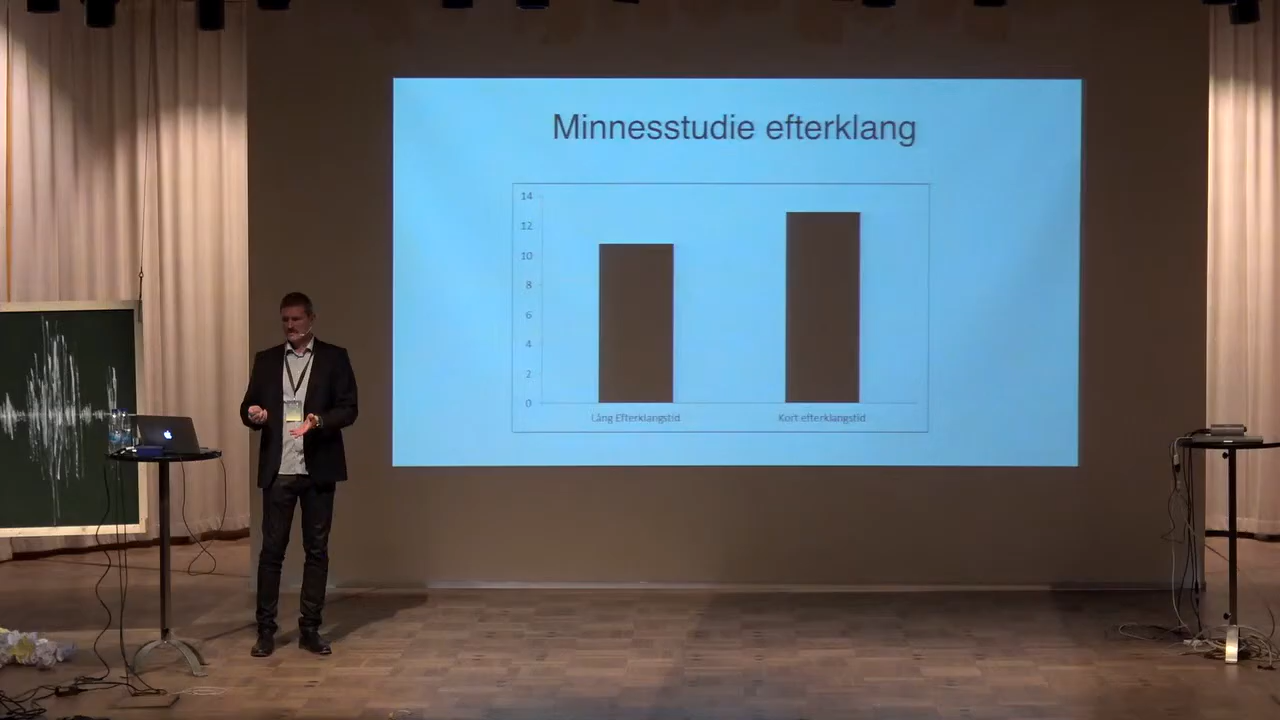 Minnesstudie efterklang
14
12
10
8
6
4
2
0
Lång Efterklangstid
Kort efterklangstid